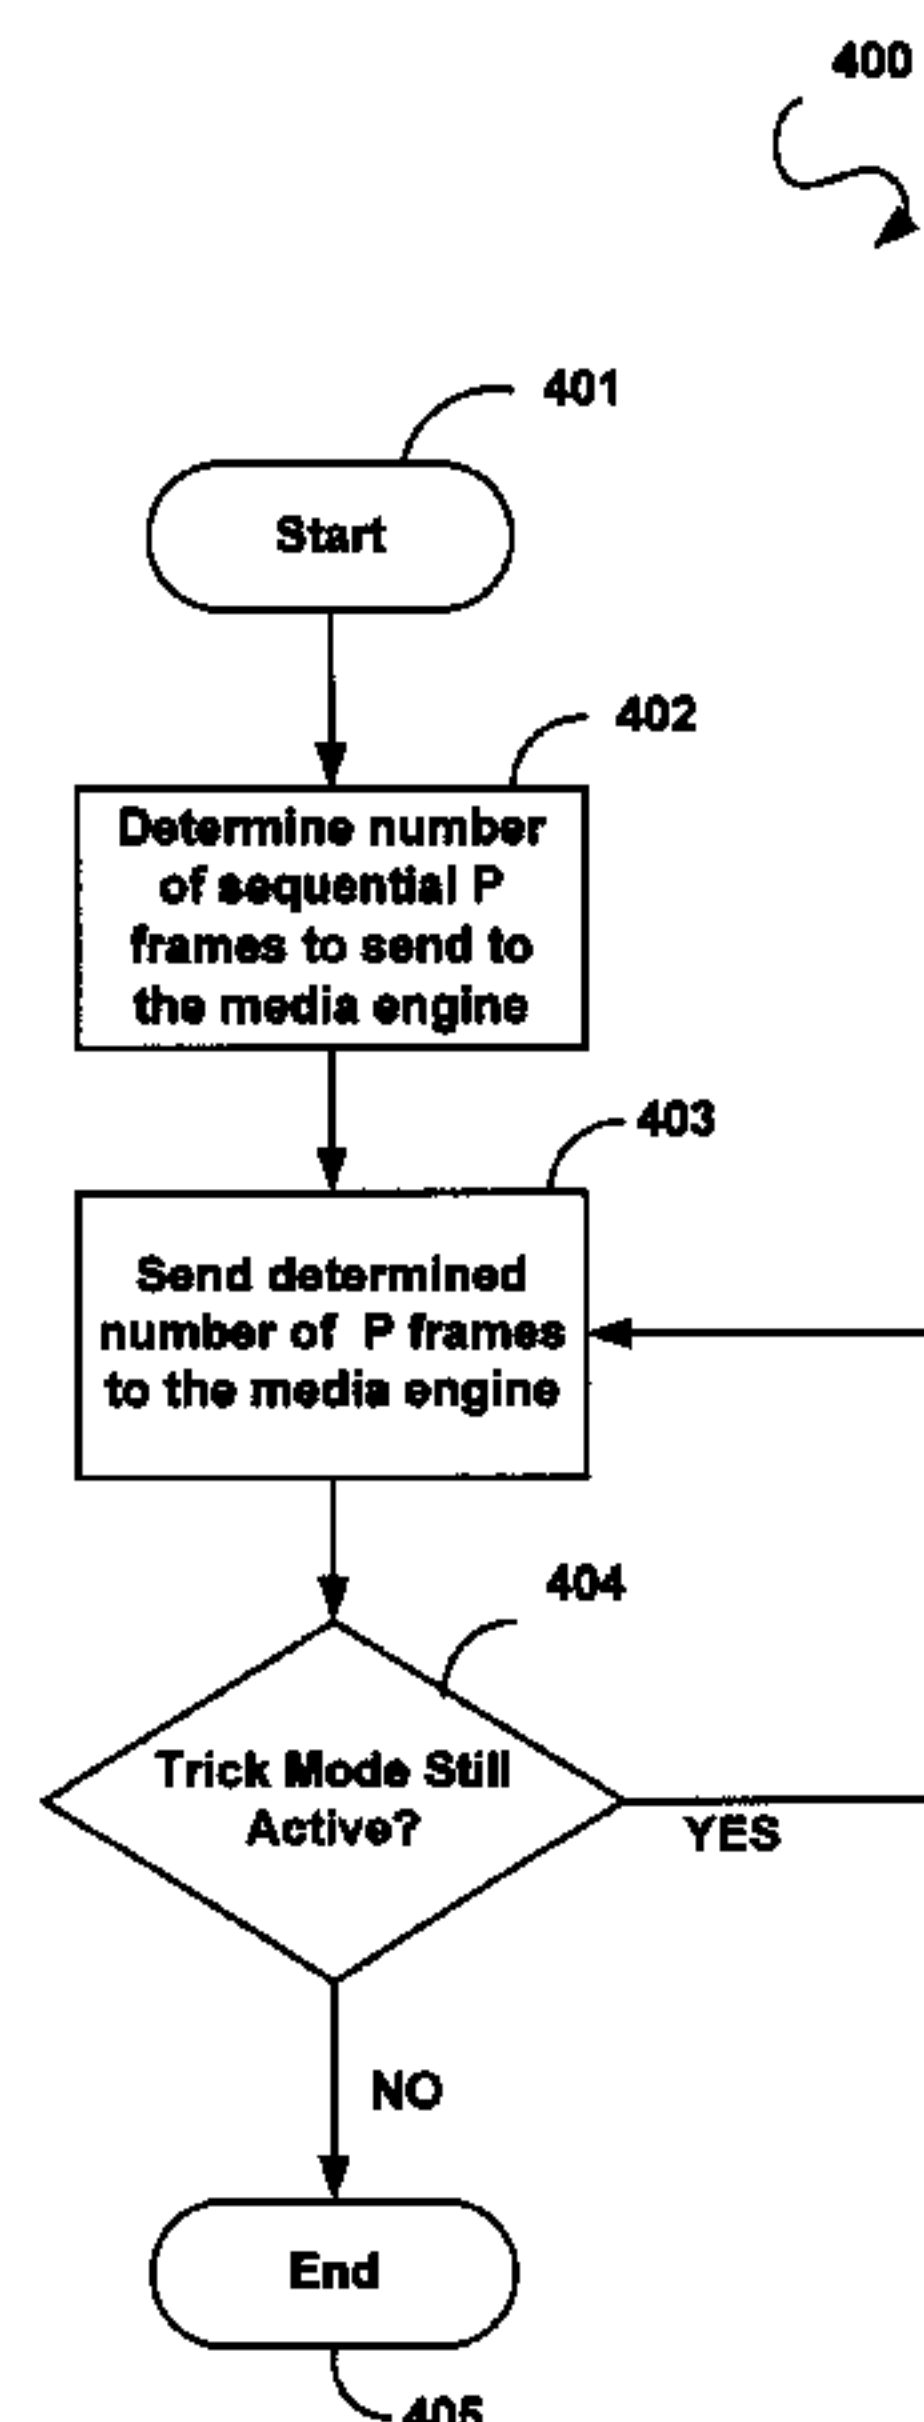 400
401
Start
402
Determine number
of sequential P
frames to send to
the media engine
403
Send determined
number of P frames
to the media engine
404
Trick Mode Still
Active?
YES
NO
End
405